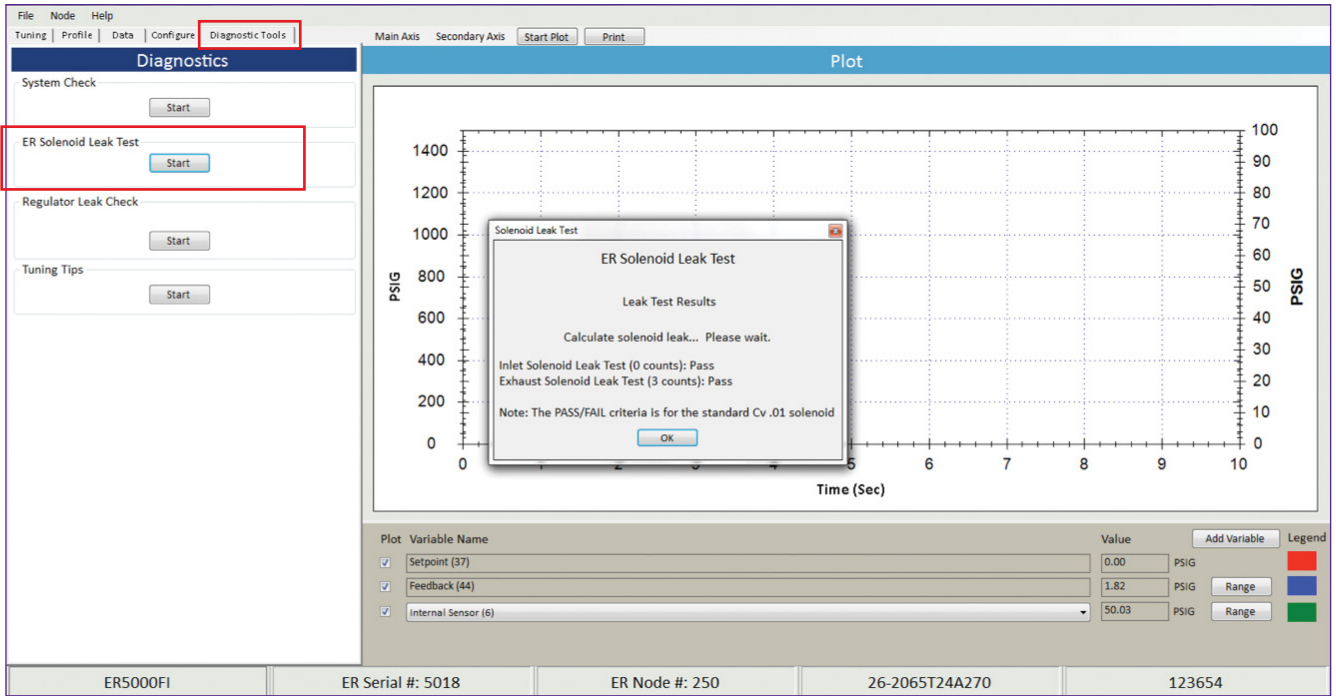 File Node Help
Tuning Profile Data Configure Diagnostic Tools
Main Axis Secondary Axis Start Plot Print
Diagnostics
System Check
Start
ER Solenoid Leak Test
Start
Regulator Leak Check
Start
Tuning Tips
Start
Plot
1400
1200
1000
800
600
400
200
0
PSIG
100
90
80
70
60
50
40
30
20
10
0
PSIG
0 5 6 7 8 9 10
Time (Sec)
Solenoid Leak Test
ER Solenoid Leak Test
Leak Test Results
Calculate solenoid leak... Please wait.
Inlet Solenoid Leak Test (0 counts): Pass
Exhaust Solenoid Leak Test (3 counts): Pass
Note: The PASS/FAIL criteria is for the standard Cv .01 solenoid
OK
Plot Variable Name Value Add Variable Legend
Setpoint (37) 0.00 PSIG
Feedback (44) 1.82 PSIG Range
Internal Sensor (6) 50.03 PSIG Range
ER5000FI ER Serial #: 5018 ER Node #: 250 26-2065T24A270 123654